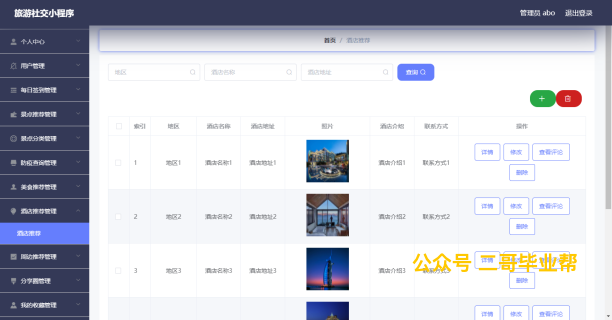 旅游社交小程序
管理员 abo 退出登录
个人中心
用户管理
每日签到管理
景点推荐管理
景点分类管理
防疫查询管理
美食推荐管理
酒店推荐管理
酒店推荐
周边推荐管理
分享圈管理
我的收藏管理
首页 / 酒店推荐
地区 酒店名称 酒店地址 查询
索引 地区 酒店名称 酒店地址 图片 酒店介绍 联系方式 操作
1 地区1 酒店名称1 酒店地址1 酒店介绍1 联系方式1 详情 修改 查看评论 删除
2 地区2 酒店名称2 酒店地址2 酒店介绍2 联系方式2 详情 修改 查看评论 删除
3 地区3 酒店名称3 酒店地址3 酒店介绍3 联系方式3 详情 修改 查看评论 删除
详情 修改 查看评论
公众号 二哥毕业帮